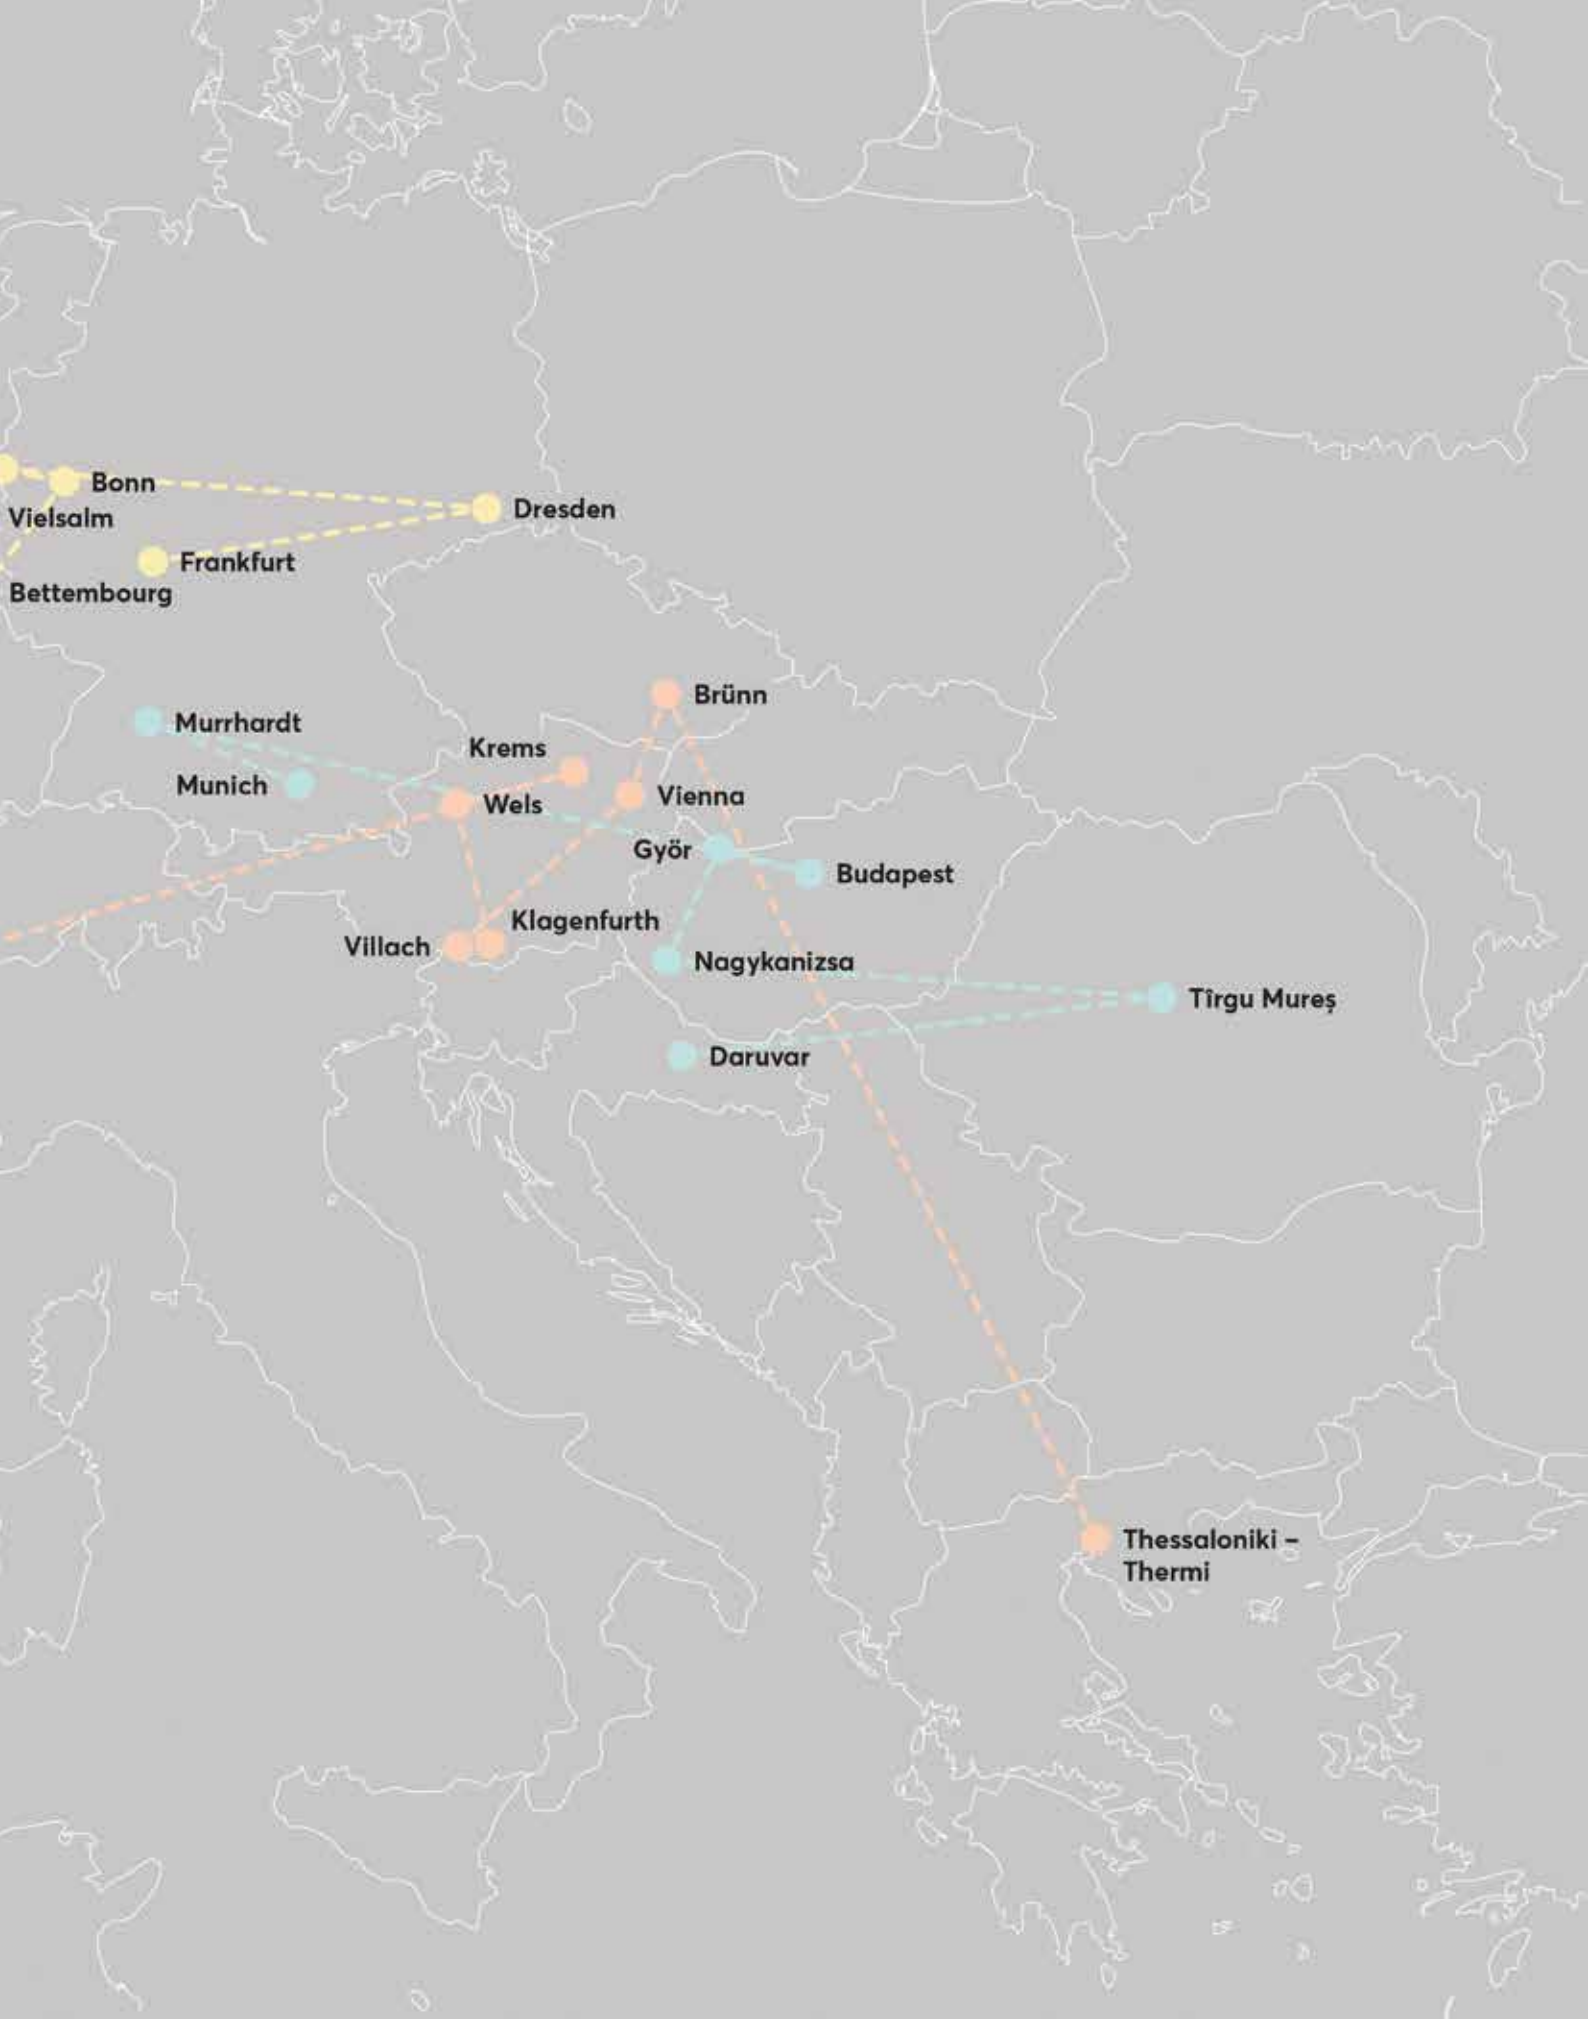 Bonn
Vielsalm
Dresden
Frankfurt
Bettembourg
Brünn
Murrhardt
Krems
Munich
Wels
Vienna
Györ
Budapest
Klagenfurth
Villach
Nagykanizsa
Tîrgu Mureș
Daruvar
Thessaloniki –
Thermi